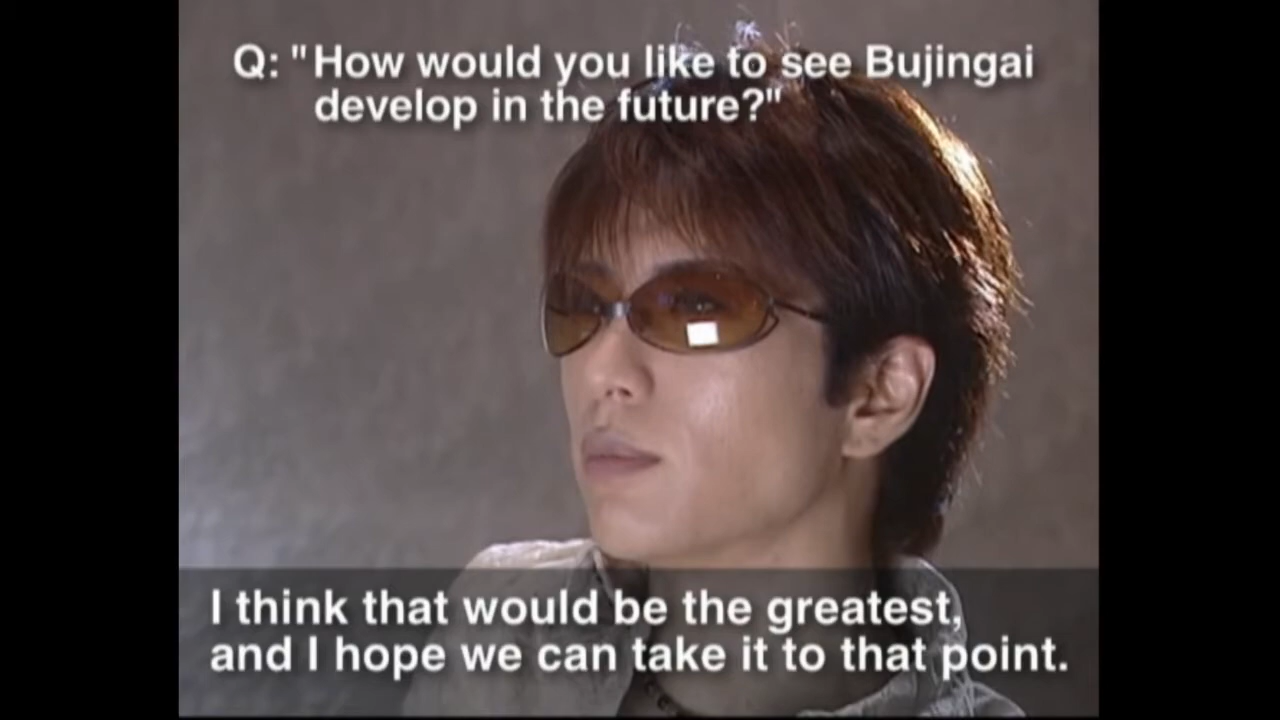 Q: "How would you like to see Bujingai
develop in the future?"
I think that would be the greatest,
and I hope we can take it to that point.